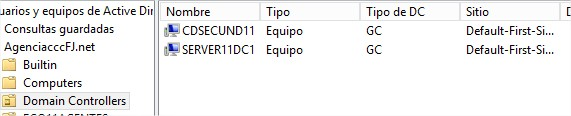 uarios y equipos de Active Dir
Consultas guardadas
AgenciacccFJ.net
Builtin
Computers
Domain Controllers
Nombre Tipo Tipo de DC Sitio
CDSECUND11 Equipo GC Default-First-Si...
SERVER11DC1 Equipo GC Default-First-Si...